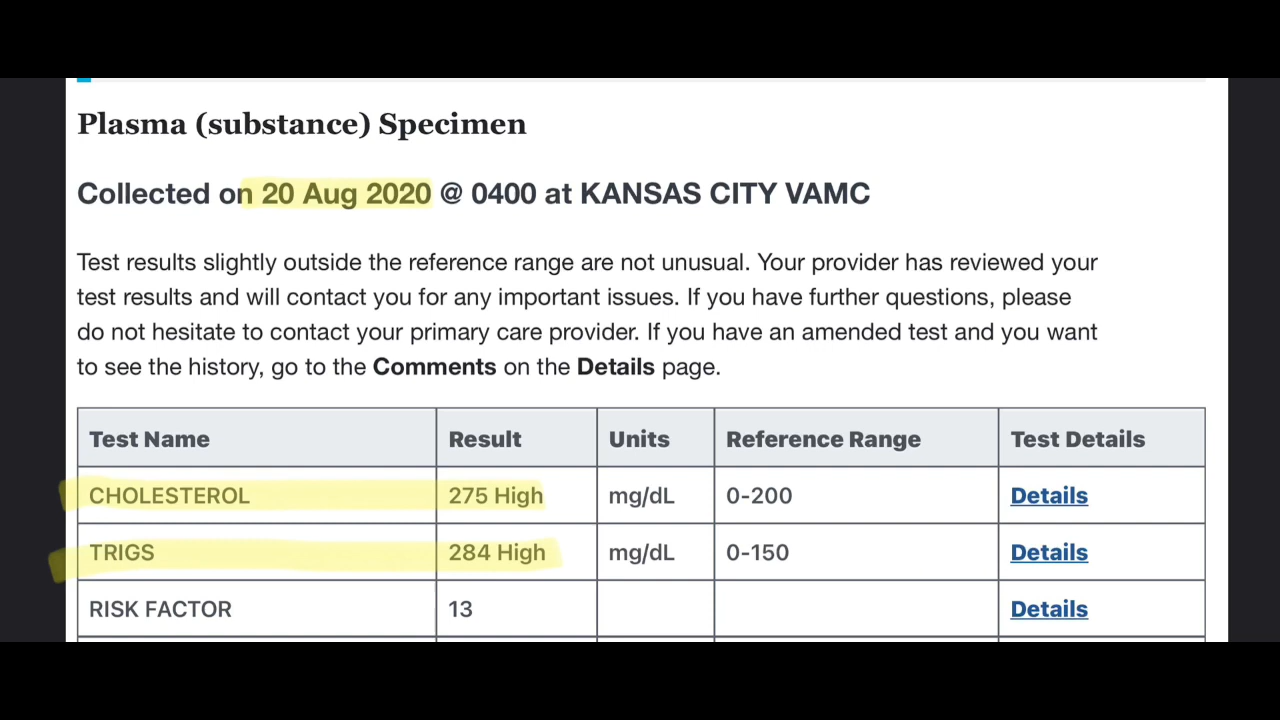 Plasma (substance) Specimen
Collected on 20 Aug 2020 @ 0400 at KANSAS CITY VAMC
Test results slightly outside the reference range are not unusual. Your provider has reviewed your
test results and will contact you for any important issues. If you have further questions, please
do not hesitate to contact your primary care provider. If you have an amended test and you want
to see the history, go to the Comments on the Details page.
Test Name Result Units Reference Range Test Details
CHOLESTEROL 275 High mg/dL 0-200 Details
TRIGS 284 High mg/dL 0-150 Details
RISK FACTOR 13 Details